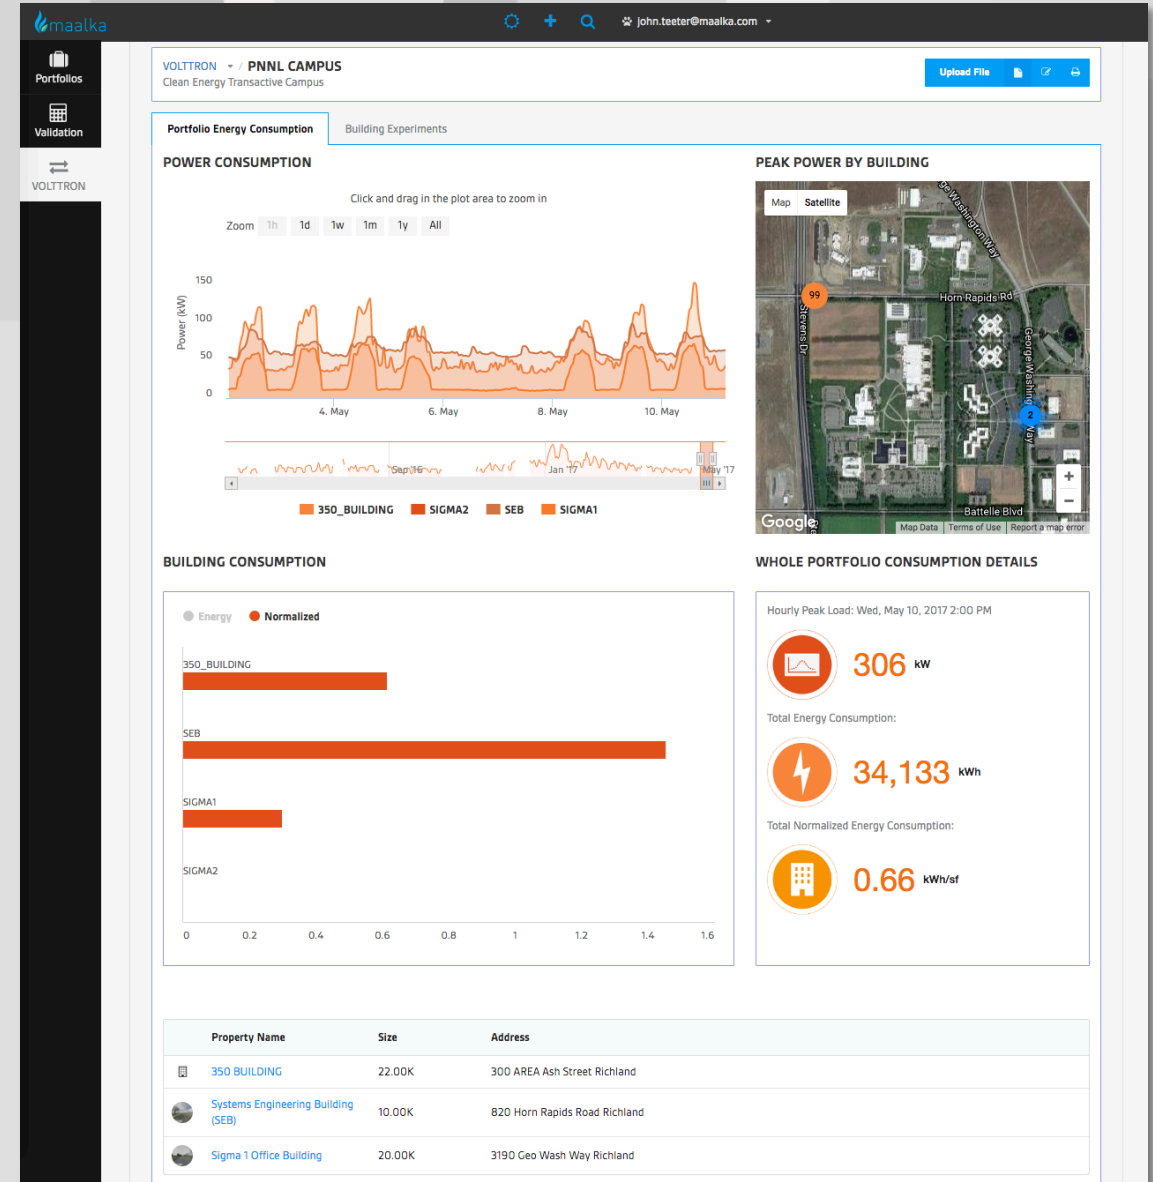 maalka
john.teeter@maalka.com
Portfolios
Validation
VOLTTRON
VOLTTRON / PNNL CAMPUS
Clean Energy Transactive Campus
Upload File
Portfolio Energy Consumption
Building Experiments
POWER CONSUMPTION
Click and drag in the plot area to zoom in
Zoom 1h 1d 1w 1m 1y All
Power (kW)
150
100
50
0
4. May 6. May 8. May 10. May
Sep '16 Jan '17 May '17
350_BUILDING SIGMA2 SEB SIGMA1
PEAK POWER BY BUILDING
Map Satellite
George Washington Way
99
Horn Rapids Rd
Stevens Dr
George Washington Way
2
+
−
Battelle Blvd
Google
Map Data Terms of Use Report a map error
BUILDING CONSUMPTION
Energy Normalized
350_BUILDING
SEB
SIGMA1
SIGMA2
0 0.2 0.4 0.6 0.8 1 1.2 1.4 1.6
WHOLE PORTFOLIO CONSUMPTION DETAILS
Hourly Peak Load: Wed, May 10, 2017 2:00 PM
306 kW
Total Energy Consumption:
34,133 kWh
Total Normalized Energy Consumption:
0.66 kWh/sf
Property Name Size Address
350 BUILDING 22.00K 300 AREA Ash Street Richland
Systems Engineering Building
(SEB) 10.00K 820 Horn Rapids Road Richland
Sigma 1 Office Building 20.00K 3190 Geo Wash Way Richland